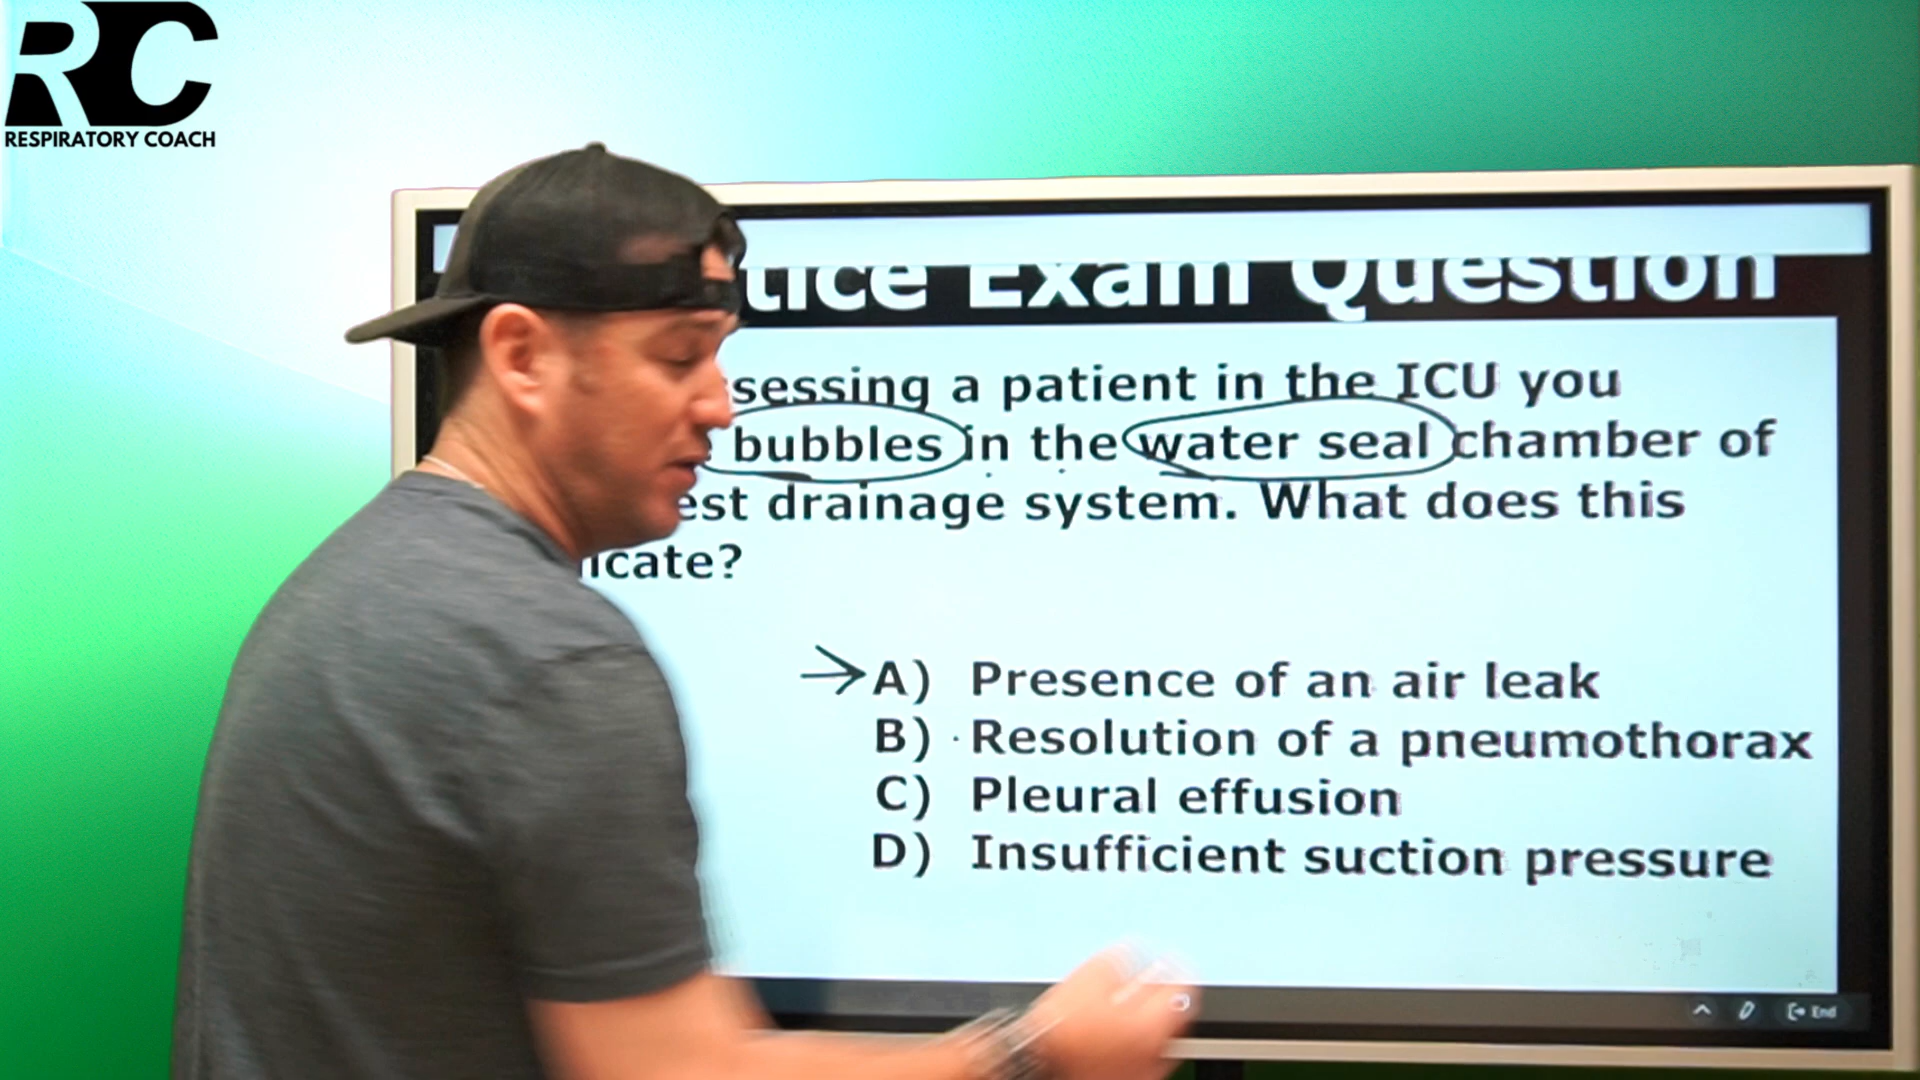 RC
RESPIRATORY COACH
tice Exam Question
sessing a patient in the ICU you
bubbles in the water seal chamber of
est drainage system. What does this
icate?
A) Presence of an air leak
B) Resolution of a pneumothorax
C) Pleural effusion
D) Insufficient suction pressure
End